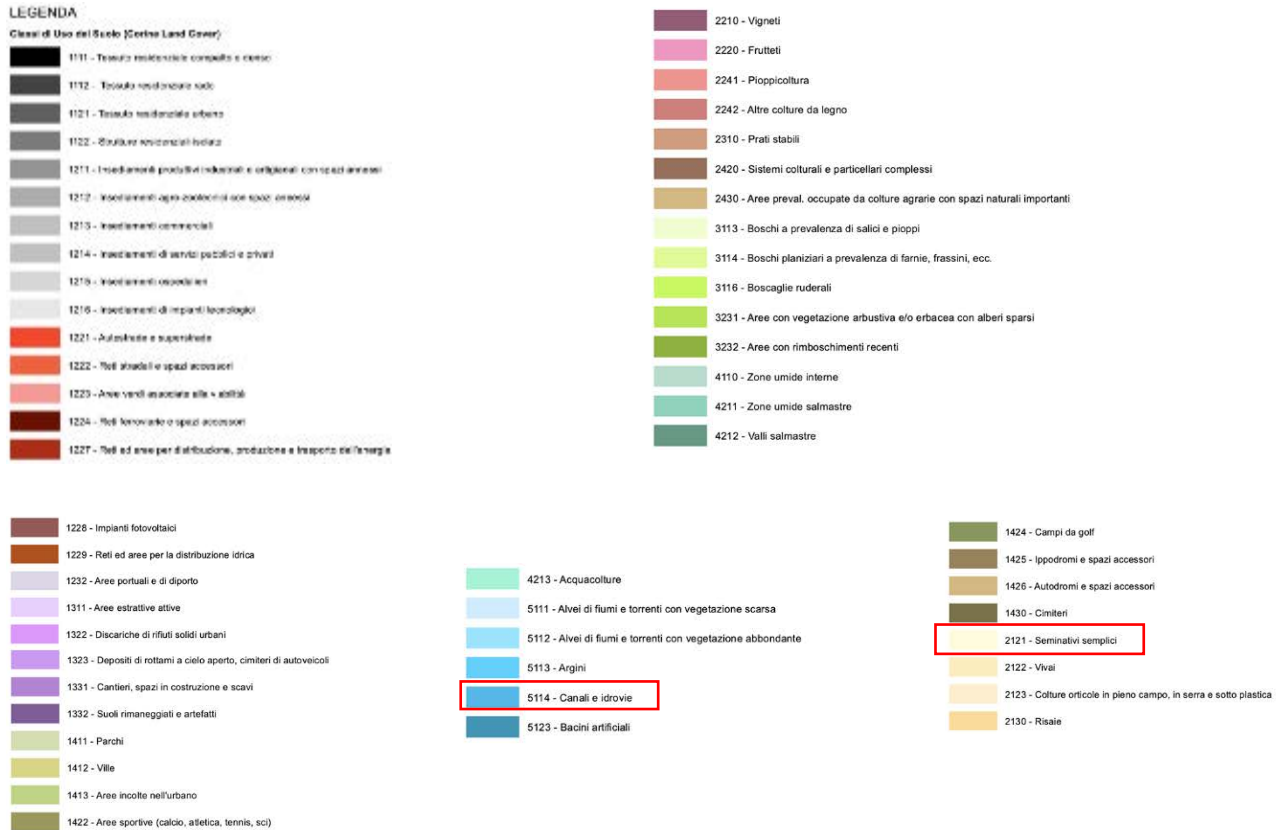 LEGENDA
Classi di Uso del Suolo (Corine Land Cover)
1111 - Tessuto residenziale compatto e denso
1112 - Tessuto residenziale rado
1121 - Tessuto residenziale urbano
1122 - Strutture residenziali isolate
1211 - Insediamenti produttivi industriali e artigianali con spazi annessi
1212 - Insediamenti agro-zootecnici con spazi annessi
1213 - Insediamenti commerciali
1214 - Insediamenti di servizi pubblici e privati
1215 - Insediamenti ospedalieri
1216 - Insediamenti di impianti tecnologici
1221 - Autostrade e superstrade
1222 - Reti stradali e spazi accessori
1223 - Aree verdi associate alla viabilità
1224 - Reti ferroviarie e spazi accessori
1227 - Reti ed aree per distribuzione, produzione e trasporto dell'energia
2210 - Vigneti
2220 - Frutteti
2241 - Pioppicoltura
2242 - Altre colture da legno
2310 - Prati stabili
2420 - Sistemi colturali e particellari complessi
2430 - Aree preval. occupate da colture agrarie con spazi naturali importanti
3113 - Boschi a prevalenza di salici e pioppi
3114 - Boschi planiziari a prevalenza di farnie, frassini, ecc.
3116 - Boscaglie ruderali
3231 - Aree con vegetazione arbustiva e/o erbacea con alberi sparsi
3232 - Aree con rimboschimenti recenti
4110 - Zone umide interne
4211 - Zone umide salmastre
4212 - Valli salmastre
1228 - Impianti fotovoltaici
1229 - Reti ed aree per la distribuzione idrica
1232 - Aree portuali e di diporto
1311 - Aree estrattive attive
1322 - Discariche di rifiuti solidi urbani
1323 - Depositi di rottami a cielo aperto, cimiteri di autoveicoli
1331 - Cantieri, spazi in costruzione e scavi
1332 - Suoli rimaneggiati e artefatti
1411 - Parchi
1412 - Ville
1413 - Aree incolte nell'urbano
1422 - Aree sportive (calcio, atletica, tennis, sci)
4213 - Acquacolture
5111 - Alvei di fiumi e torrenti con vegetazione scarsa
5112 - Alvei di fiumi e torrenti con vegetazione abbondante
5113 - Argini
5114 - Canali e idrovie
5123 - Bacini artificiali
1424 - Campi da golf
1425 - Ippodromi e spazi accessori
1426 - Autodromi e spazi accessori
1430 - Cimiteri
2121 - Seminativi semplici
2122 - Vivai
2123 - Colture orticole in pieno campo, in serra e sotto plastica
2130 - Risaie